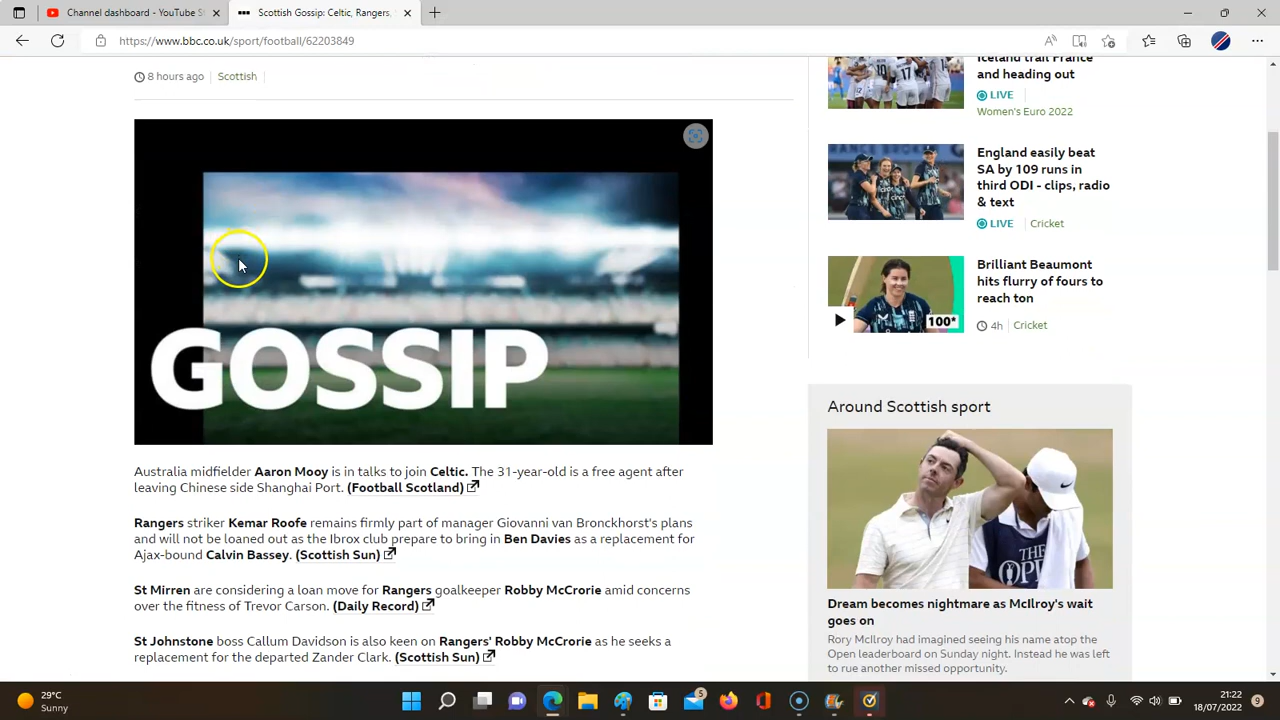 Channel dashboard - YouTube St
Scottish Gossip: Celtic, Rangers,
https://www.bbc.co.uk/sport/football/62203849
8 hours ago
Scottish
GOSSIP
Australia midfielder Aaron Mooy is in talks to join Celtic. The 31-year-old is a free agent after
leaving Chinese side Shanghai Port. (Football Scotland)
Rangers striker Kemar Roofe remains firmly part of manager Giovanni van Bronckhorst's plans
and will not be loaned out as the Ibrox club prepare to bring in Ben Davies as a replacement for
Ajax-bound Calvin Bassey. (Scottish Sun)
St Mirren are considering a loan move for Rangers goalkeeper Robby McCrorie amid concerns
over the fitness of Trevor Carson. (Daily Record)
St Johnstone boss Callum Davidson is also keen on Rangers' Robby McCrorie as he seeks a
replacement for the departed Zander Clark. (Scottish Sun)
Iceland trail France
and heading out
LIVE
Women's Euro 2022
England easily beat
SA by 109 runs in
third ODI - clips, radio
& text
LIVE
Cricket
Brilliant Beaumont
hits flurry of fours to
reach ton
100*
4h
Cricket
Around Scottish sport
THE
OPEN
Dream becomes nightmare as McIlroy's wait
goes on
Rory McIlroy had imagined seeing his name atop the
Open leaderboard on Sunday night. Instead he was left
to rue another missed opportunity.
29°C
Sunny
5
21:22
18/07/2022